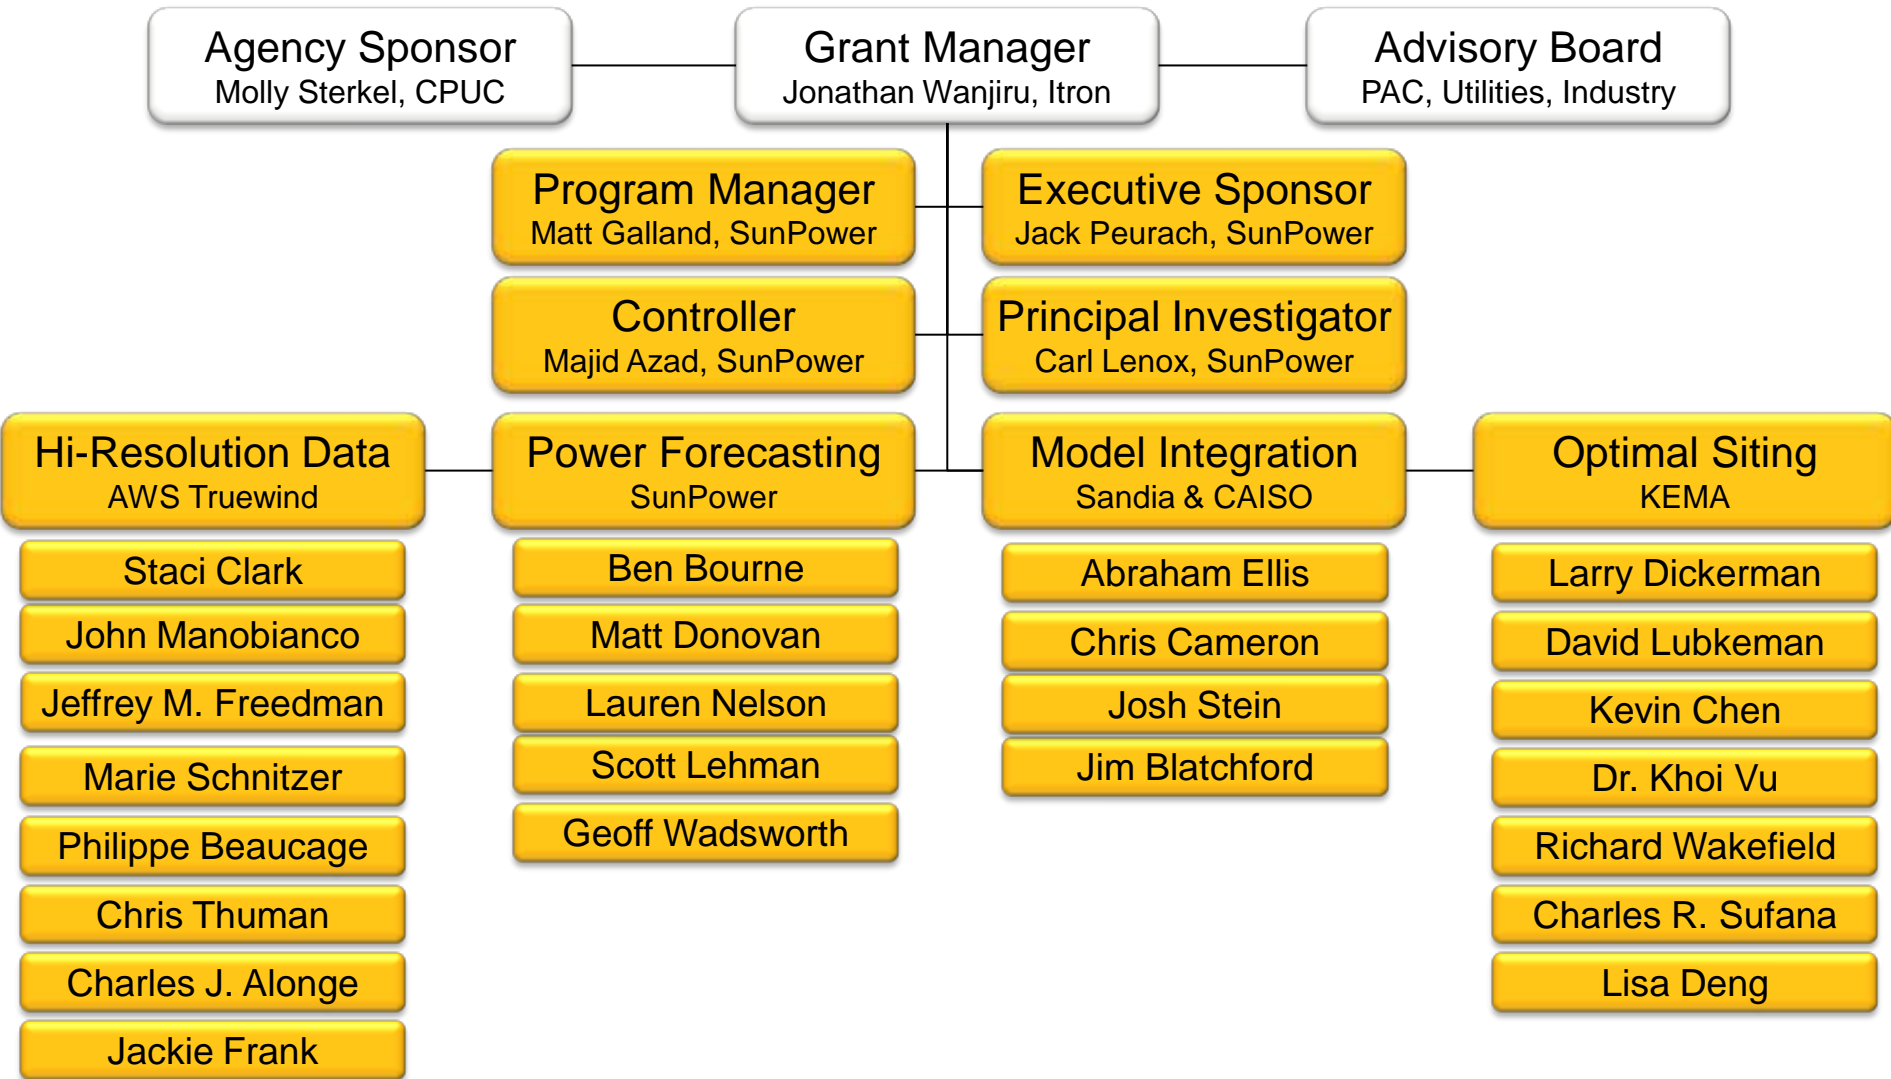 Agency Sponsor
Molly Sterkel, CPUC
Grant Manager
Jonathan Wanjiru, Itron
Advisory Board
PAC, Utilities, Industry
Program Manager
Matt Galland, SunPower
Executive Sponsor
Jack Peurach, SunPower
Controller
Majid Azad, SunPower
Principal Investigator
Carl Lenox, SunPower
Hi-Resolution Data
AWS Truewind
Staci Clark
John Manobianco
Jeffrey M. Freedman
Marie Schnitzer
Philippe Beaucage
Chris Thuman
Charles J. Alonge
Jackie Frank
Power Forecasting
SunPower
Ben Bourne
Matt Donovan
Lauren Nelson
Scott Lehman
Geoff Wadsworth
Model Integration
Sandia & CAISO
Abraham Ellis
Chris Cameron
Josh Stein
Jim Blatchford
Optimal Siting
KEMA
Larry Dickerman
David Lubkeman
Kevin Chen
Dr. Khoi Vu
Richard Wakefield
Charles R. Sufana
Lisa Deng